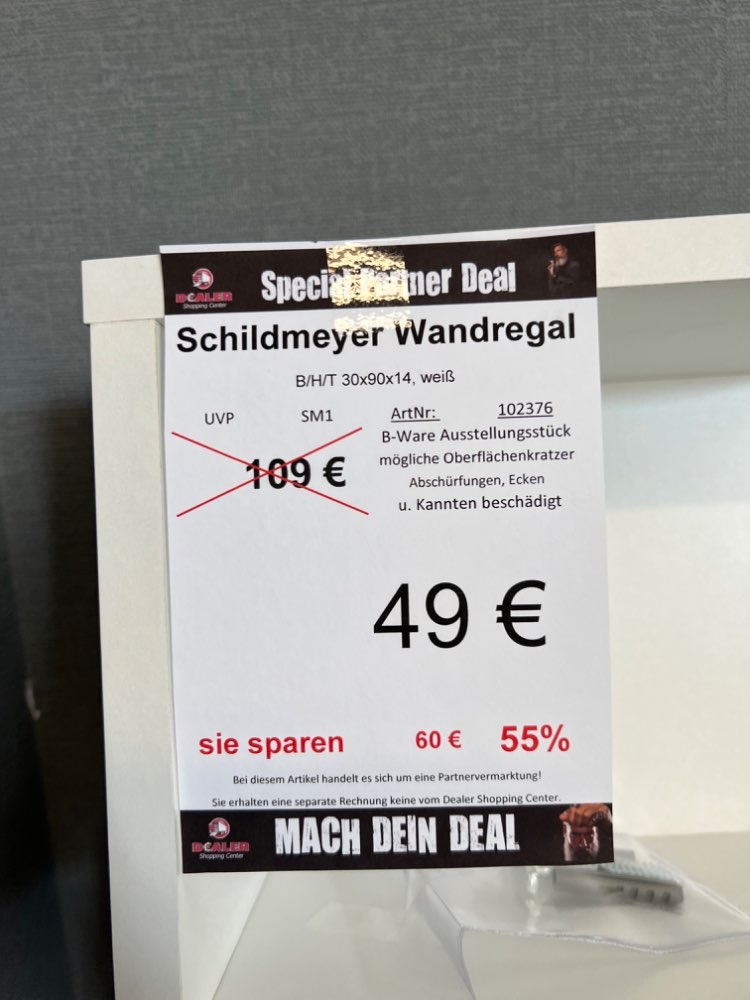 DEALER
Shopping Center
Special Partner Deal
Schildmeyer Wandregal
B/H/T 30x90x14, weiß
UVP SM1 ArtNr: 102376
109 €
B-Ware Ausstellungsstück
mögliche Oberflächenkratzer
Abschürfungen, Ecken
u. Kannten beschädigt
49 €
sie sparen 60 € 55%
Bei diesem Artikel handelt es sich um eine Partnervermarktung!
Sie erhalten eine separate Rechnung keine vom Dealer Shopping Center.
DEALER
Shopping Center
MACH DEIN DEAL